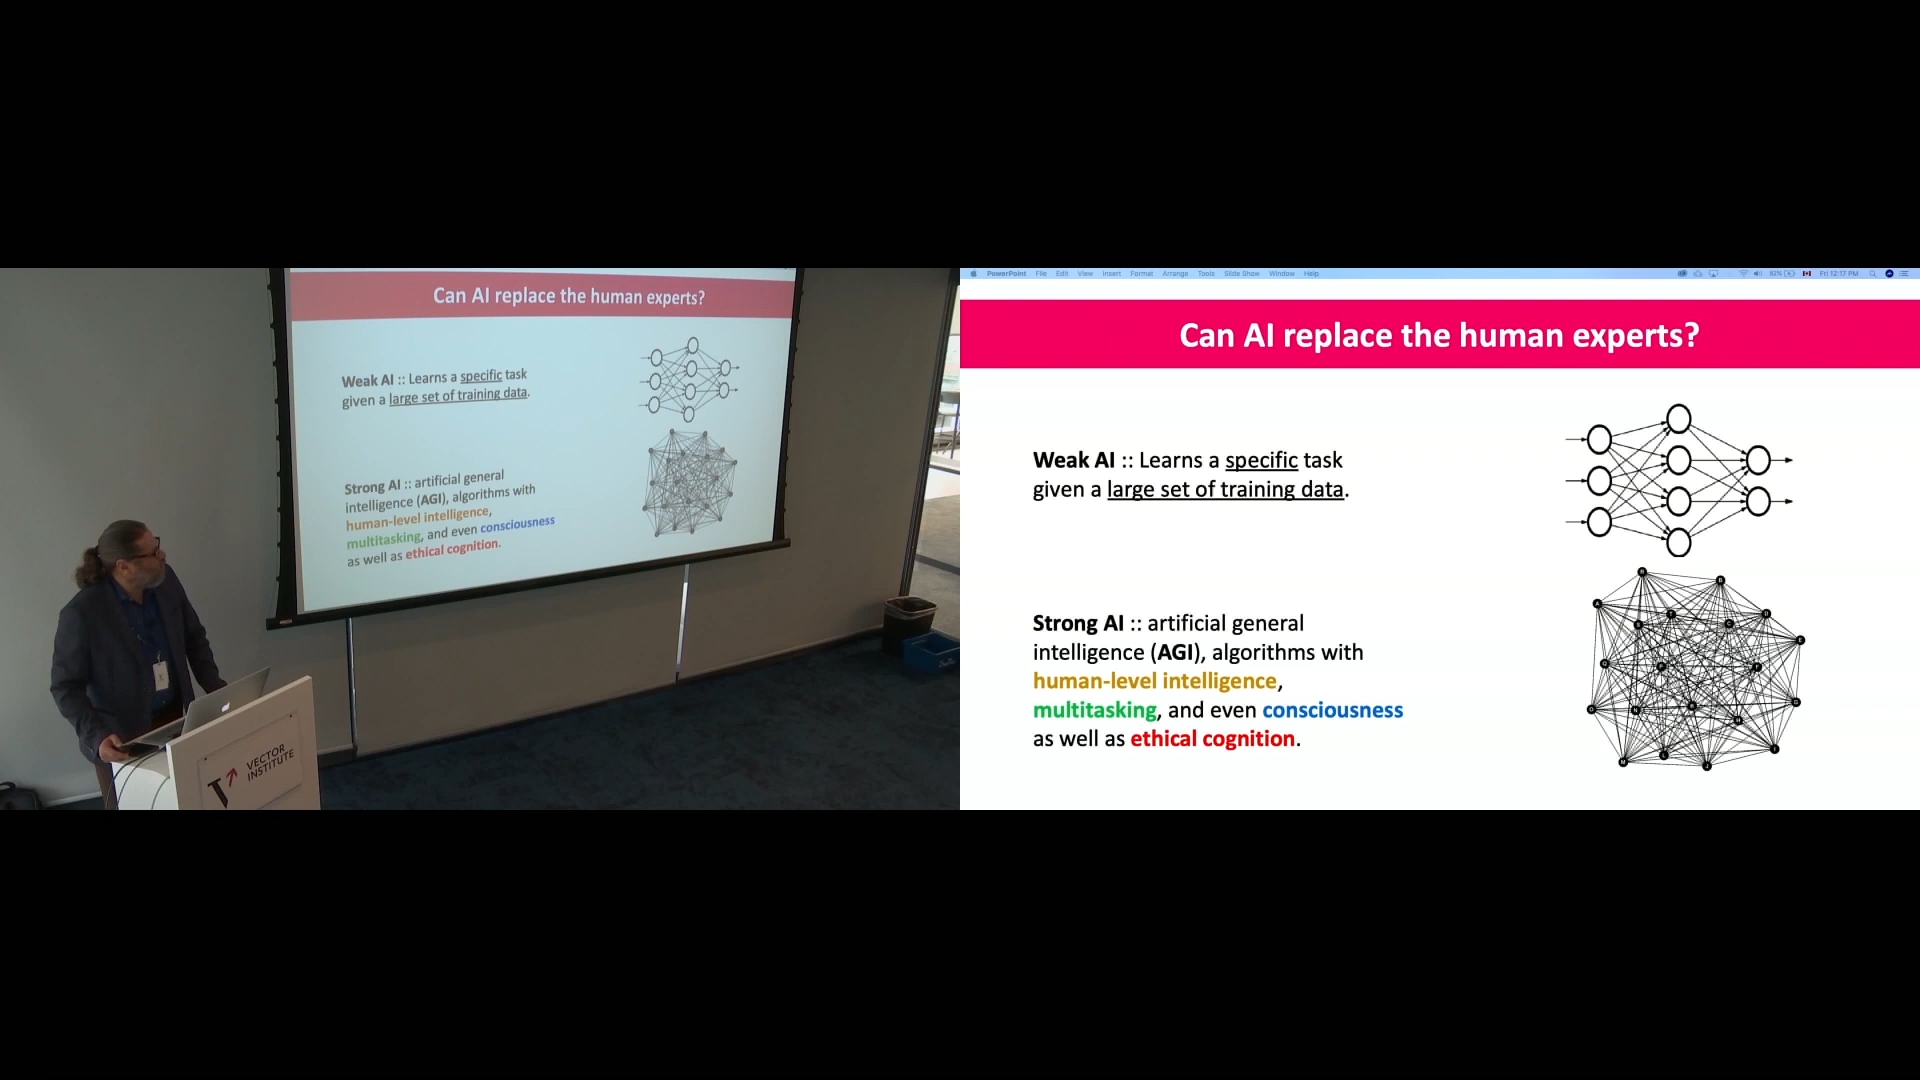 Can AI replace the human experts?
Weak AI :: Learns a specific task
given a large set of training data.
Strong AI :: artificial general
intelligence (AGI), algorithms with
human-level intelligence,
multitasking, and even consciousness
as well as ethical cognition.
VECTOR
INSTITUTE
PowerPoint File Edit View Insert Format Arrange Tools Slide Show Window Help
Fri 12:17 PM
Can AI replace the human experts?
Weak AI :: Learns a specific task
given a large set of training data.
Strong AI :: artificial general
intelligence (AGI), algorithms with
human-level intelligence,
multitasking, and even consciousness
as well as ethical cognition.